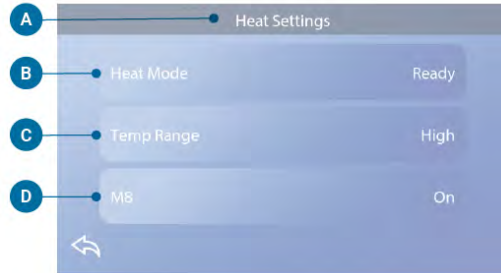 A Heat Settings
B Heat Mode Ready
C Temp Range High
D M8 On